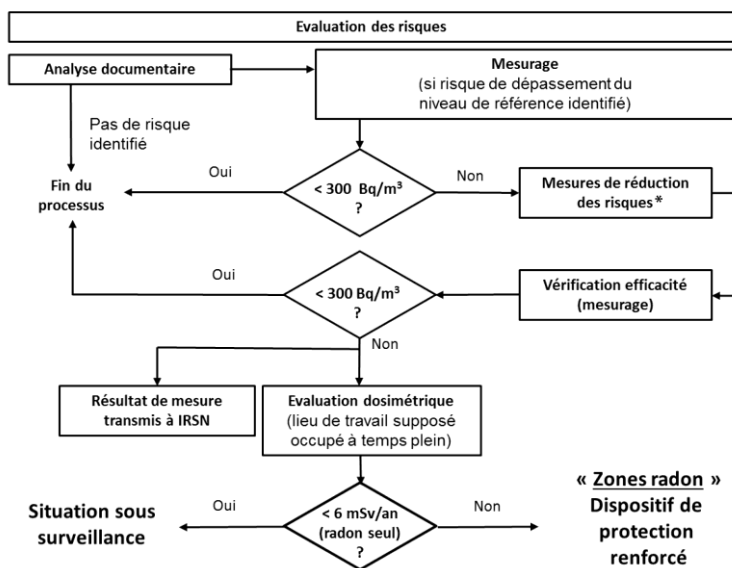 Evaluation des risques
Analyse documentaire
Mesurage
(si risque de dépassement du
niveau de référence identifié)
Pas de risque
identifié
Oui
< 300 Bq/m³
?
Non
Fin du
processus
Mesures de réduction
des risques*
Oui
< 300 Bq/m³
?
Vérification efficacité
(mesurage)
Non
Résultat de mesure
transmis à IRSN
Evaluation dosimétrique
(lieu de travail supposé
occupé à temps plein)
Situation sous
surveillance
Oui
< 6 mSv/an
(radon seul)
?
Non
« Zones radon »
Dispositif de
protection
renforcé